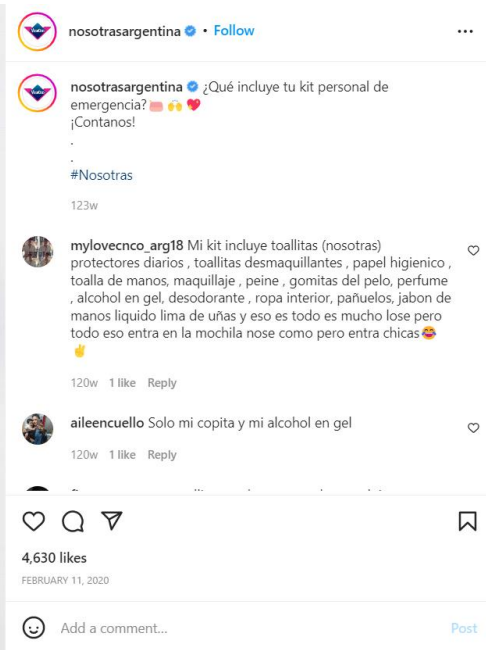 nosotrasargentina • Follow
nosotrasargentina ¿Qué incluye tu kit personal de
emergencia? 👛 🙌 💖
¡Contanos!
.
.
#Nosotras
123w
mylovecnco_arg18 Mi kit incluye toallitas (nosotras)
protectores diarios , toallitas desmaquillantes , papel higienico ,
toalla de manos, maquillaje , peine , gomitas del pelo, perfume
, alcohol en gel, desodorante , ropa interior, pañuelos, jabon de
manos liquido lima de uñas y eso es todo es mucho lose pero
todo eso entra en la mochila nose como pero entra chicas😂
✌
120w 1 like Reply
aileencuello Solo mi copita y mi alcohol en gel
120w 1 like Reply
4,630 likes
FEBRUARY 11, 2020
Add a comment... Post